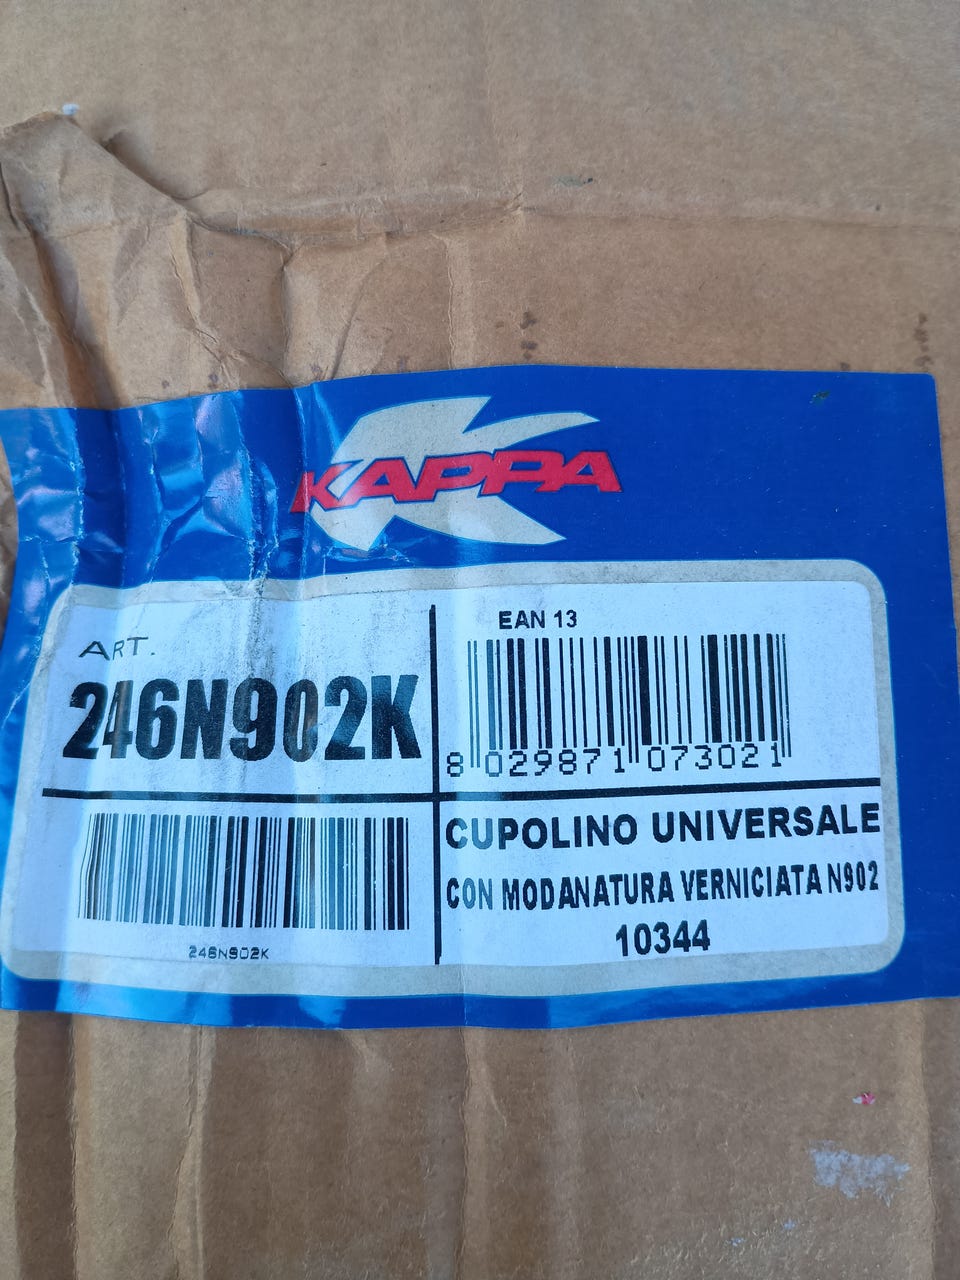 KAPPA
ART.
246N902K
246N902K
EAN 13
8 029871 073021
CUPOLINO UNIVERSALE
CON MODANATURA VERNICIATA N902
10344